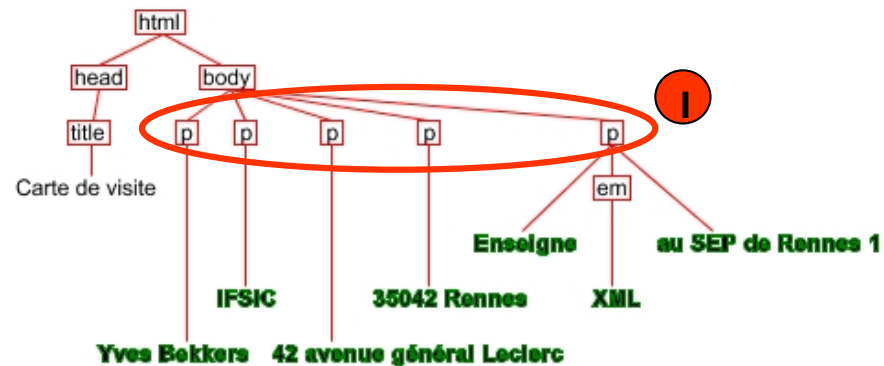 html
head body
title p p p p p
Carte de visite em
Enseigne au SEP de Rennes 1
IFSIC 35042 Rennes XML
Yves Bekkers 42 avenue général Leclerc
I